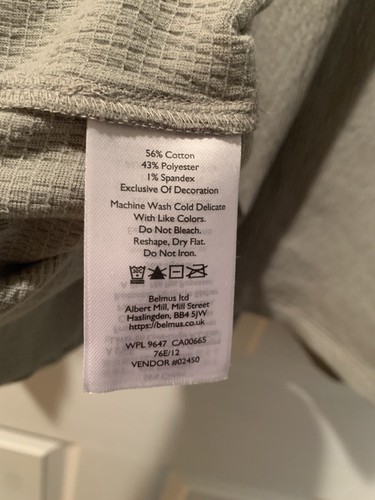 56% Cotton
43% Polyester
1% Spandex
Exclusive Of Decoration
Machine Wash Cold Delicate
With Like Colors.
Do Not Bleach.
Reshape, Dry Flat.
Do Not Iron.
Belmus ltd
Albert Mill, Mill Street
Haslingden, BB4 5JW
https://belmus.co.uk
WPL 9647 CA00665
76E/12
VENDOR #02450